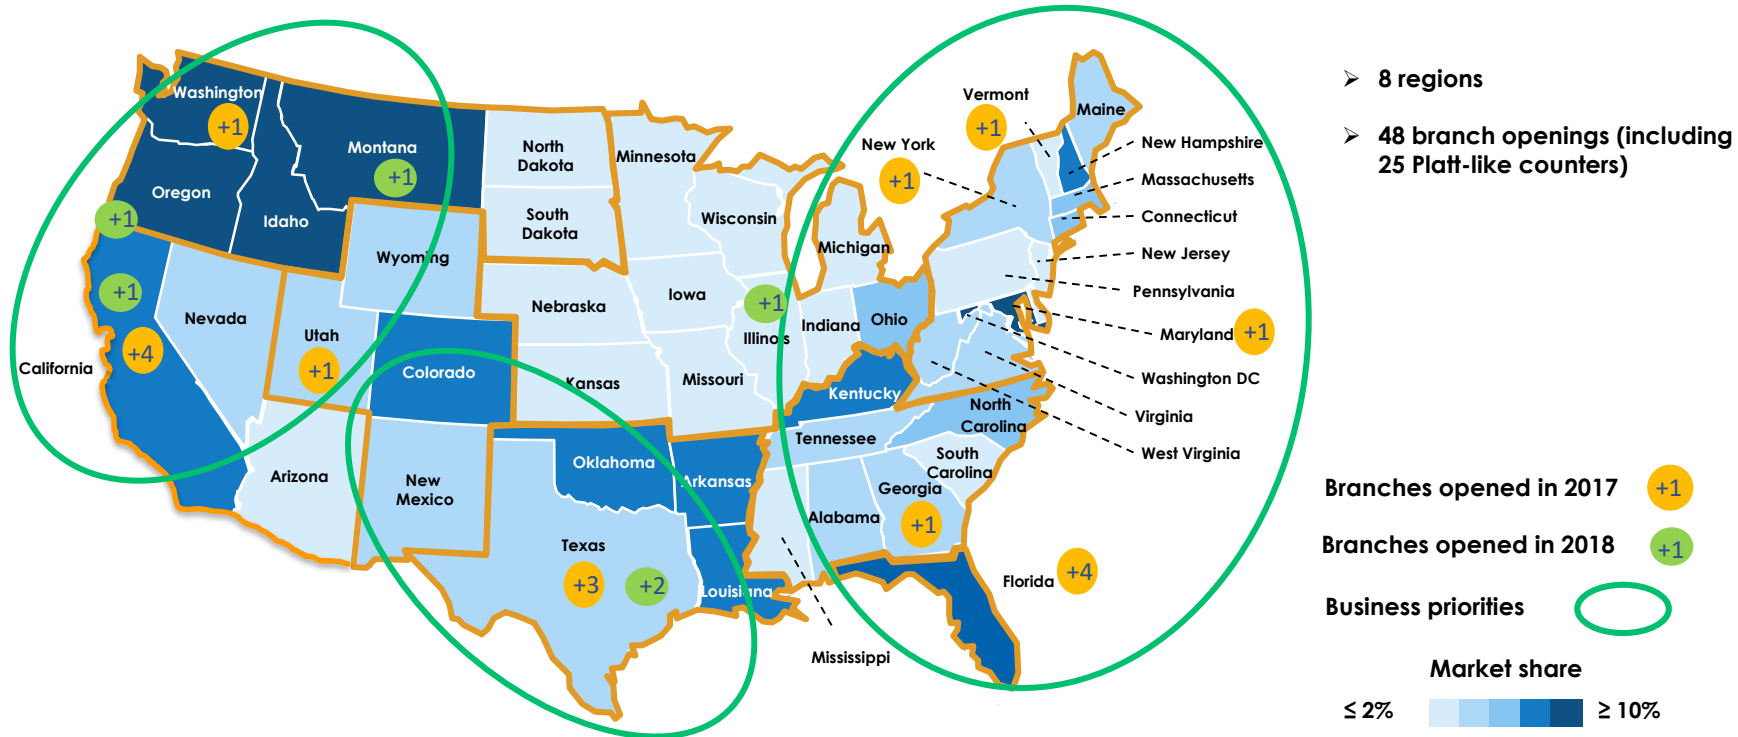 Washington
+1
Montana
+1
Oregon
Idaho
+1
+1
+4
California
Nevada
Utah
+1
Wyoming
Colorado
Arizona
New
Mexico
North
Dakota
South
Dakota
Nebraska
Kansas
Oklahoma
Texas
+3
+2
Minnesota
Wisconsin
Iowa
+1
Illinois
Missouri
Arkansas
Louisiana
Michigan
Indiana
Ohio
Kentucky
Tennessee
North
Carolina
South
Carolina
Georgia
+1
Alabama
Mississippi
Florida
+4
Vermont
+1
New York
+1
Maine
New Hampshire
Massachusetts
Connecticut
New Jersey
Pennsylvania
Maryland
+1
Washington DC
Virginia
West Virginia
➢ 8 regions
➢ 48 branch openings (including
25 Platt-like counters)
Branches opened in 2017
+1
Branches opened in 2018
+1
Business priorities
Market share
≤ 2%
≥ 10%